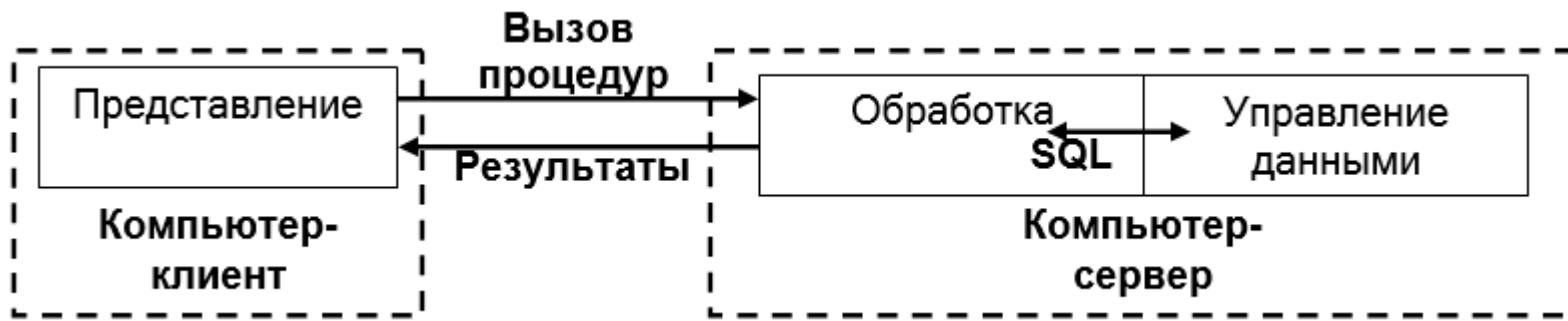 Вызов
процедур
Представление
Обработка
Управление
данными
SQL
Результаты
Компьютер-
клиент
Компьютер-
сервер